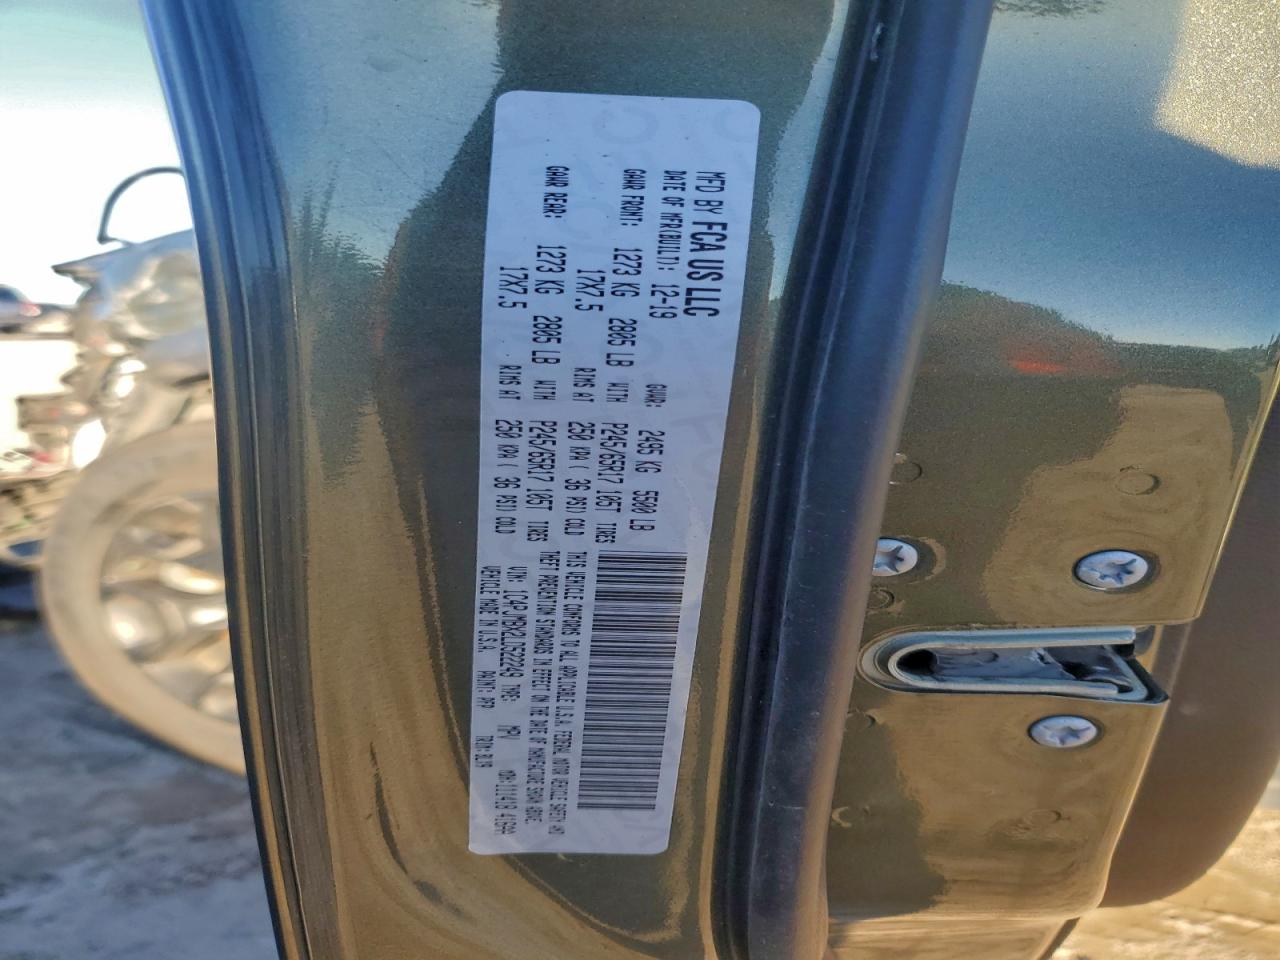 MFD BY FCA US LLC
DATE OF MFR(BUILT): 12-19 GVWR: 2495 KG 5500 LB
GAWR FRONT: 1273 KG 2805 LB WITH P245/65R17 105T TIRES
17X7.5 RIMS AT 250 KPA( 36 PSI) COLD
GAWR REAR: 1273 KG 2805 LB WITH P245/65R17 105T TIRES
17X7.5 RIMS AT 250 KPA( 36 PSI) COLD
THIS VEHICLE CONFORMS TO ALL APPLICABLE U.S.A. FEDERAL MOTOR VEHICLE SAFETY AND
THEFT PREVENTION STANDARDS IN EFFECT ON THE DATE OF MANUFACTURE SHOWN ABOVE.
VIN: 1C4PJMBX2LD522249 TYPE: MPV
VEHICLE MADE IN U.S.A PAINT: TRIM: